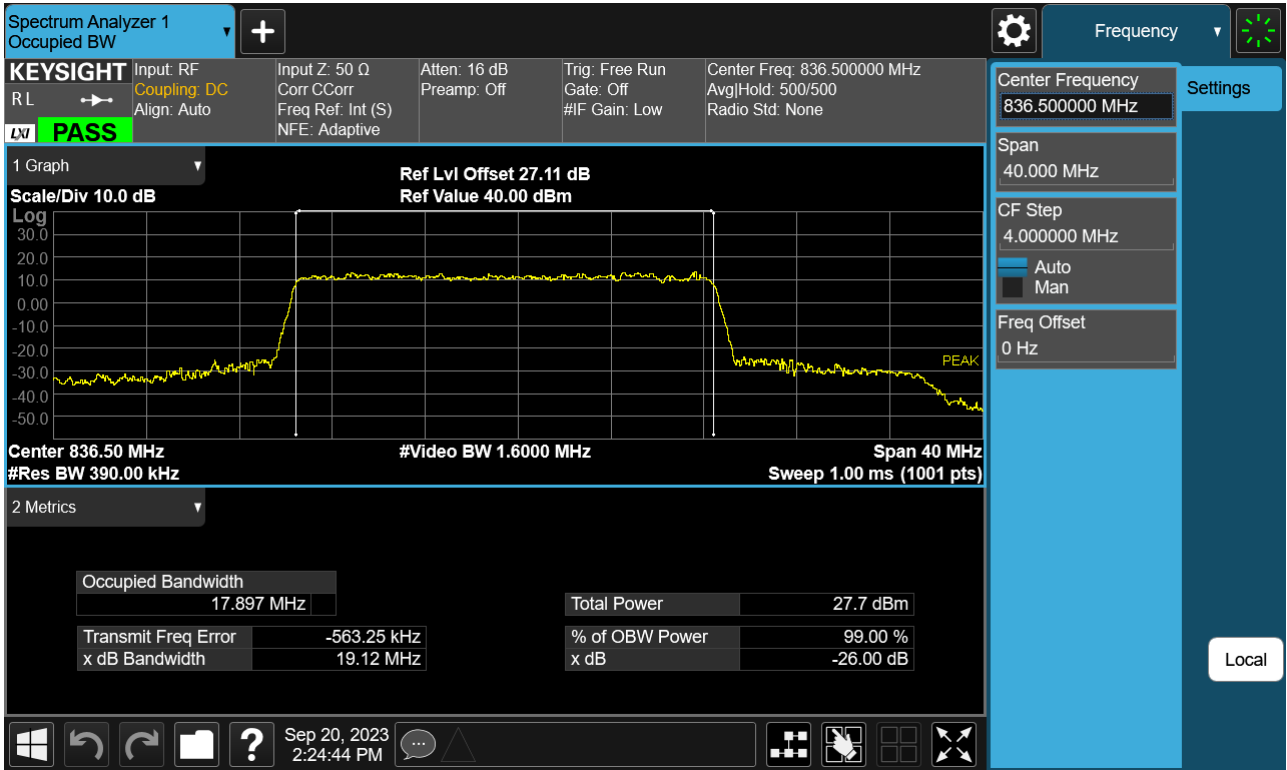 Spectrum Analyzer 1
Occupied BW
Frequency
KEYSIGHT
R L
LXI
PASS
Input: RF
Coupling: DC
Align: Auto
Input Z: 50 Ω
Corr CCorr
Freq Ref: Int (S)
NFE: Adaptive
Atten: 16 dB
Preamp: Off
Trig: Free Run
Gate: Off
#IF Gain: Low
Center Freq: 836.500000 MHz
Avg|Hold: 500/500
Radio Std: None
Center Frequency
836.500000 MHz
Settings
Span
40.000 MHz
CF Step
4.000000 MHz
Auto
Man
Freq Offset
0 Hz
Local
1 Graph
Ref Lvl Offset 27.11 dB
Scale/Div 10.0 dB
Ref Value 40.00 dBm
Log
30.0
20.0
10.0
0.00
-10.0
-20.0
-30.0
-40.0
-50.0
PEAK
Center 836.50 MHz
#Video BW 1.6000 MHz
Span 40 MHz
#Res BW 390.00 kHz
Sweep 1.00 ms (1001 pts)
2 Metrics
Occupied Bandwidth
17.897 MHz
Total Power 27.7 dBm
Transmit Freq Error -563.25 kHz
% of OBW Power 99.00 %
x dB Bandwidth 19.12 MHz
x dB -26.00 dB
?
Sep 20, 2023
2:24:44 PM